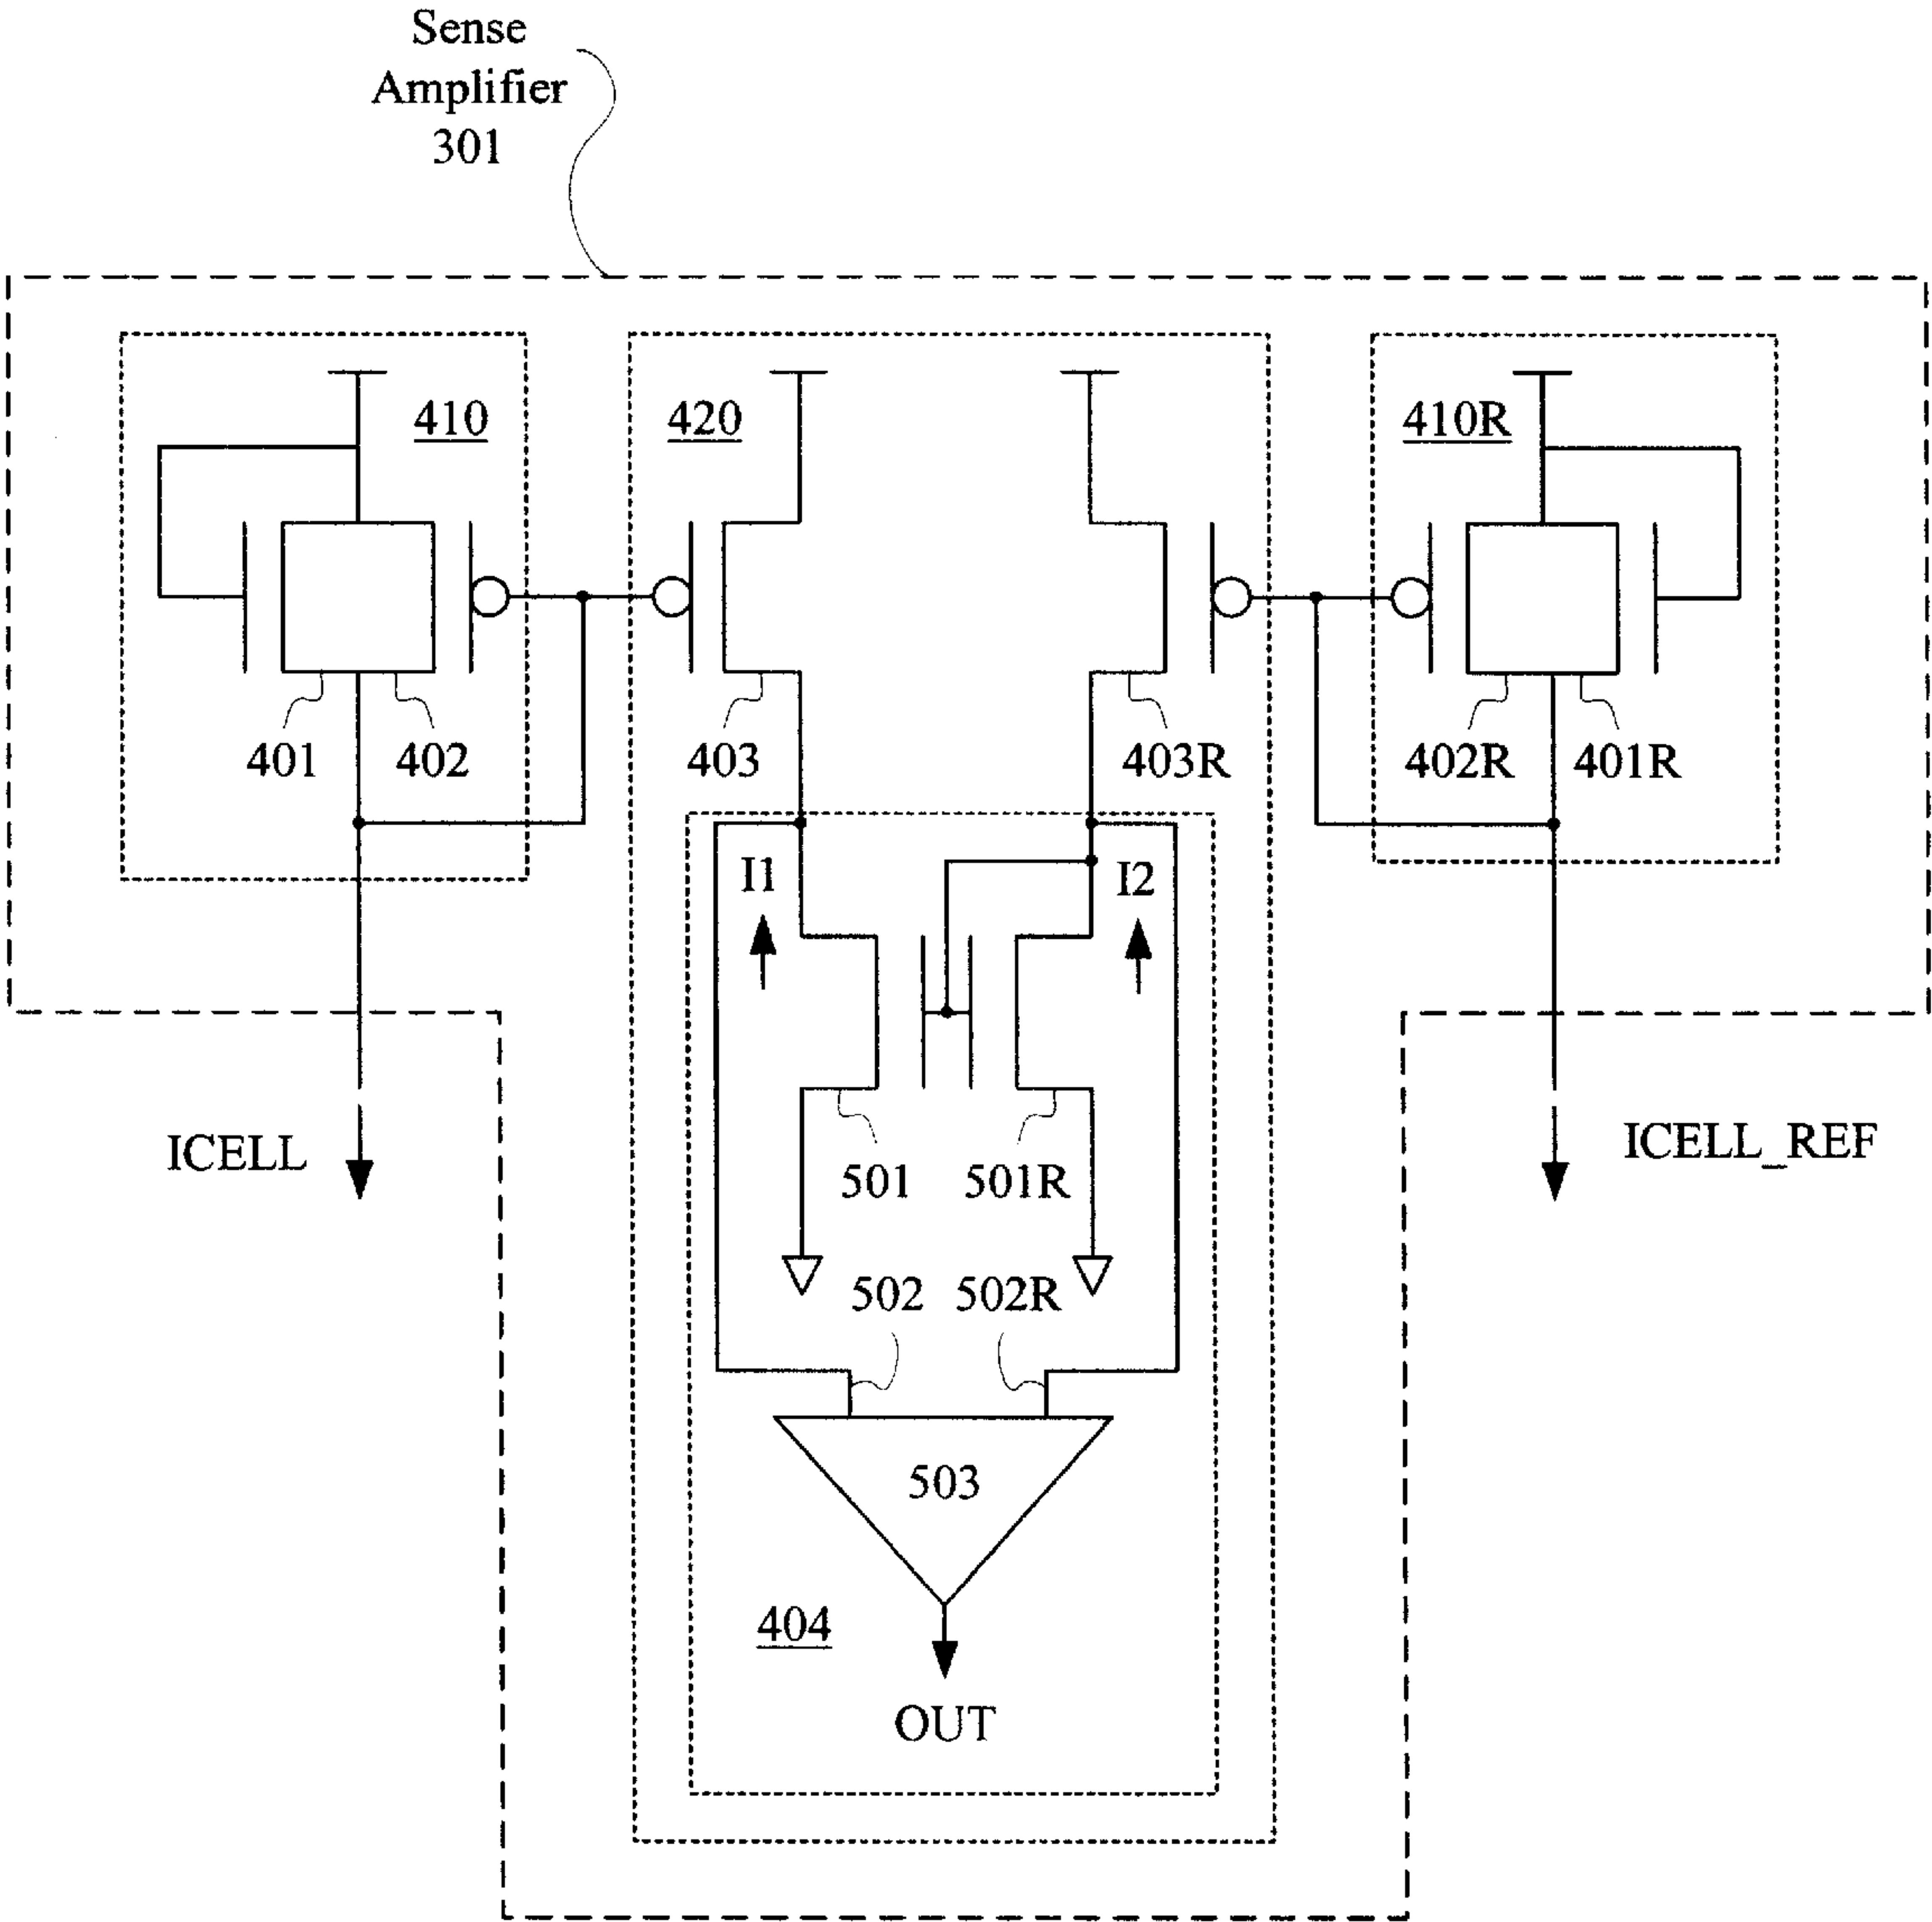 Sense
Amplifier
301
410
420
410R
401
402
403
403R
402R
401R
I1
I2
ICELL
501
501R
ICELL_REF
502
502R
503
404
OUT